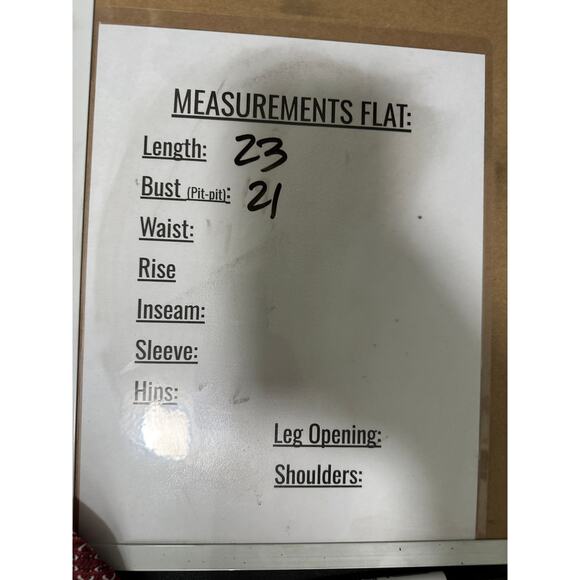 MEASUREMENTS FLAT:
Length: 23
Bust (Pit-pit): 21
Waist:
Rise
Inseam:
Sleeve:
Hips:
Leg Opening:
Shoulders: